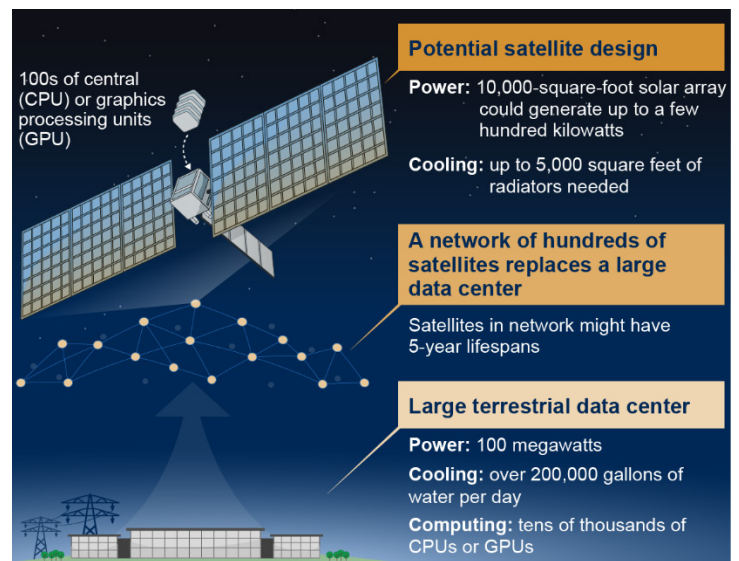 100s of central
(CPU) or graphics
processing units
(GPU)
Potential satellite design
Power: 10,000-square-foot solar array
could generate up to a few
hundred kilowatts
Cooling: up to 5,000 square feet of
radiators needed
A network of hundreds of
satellites replaces a large
data center
Satellites in network might have
5-year lifespans
Large terrestrial data center
Power: 100 megawatts
Cooling: over 200,000 gallons of
water per day
Computing: tens of thousands of
CPUs or GPUs